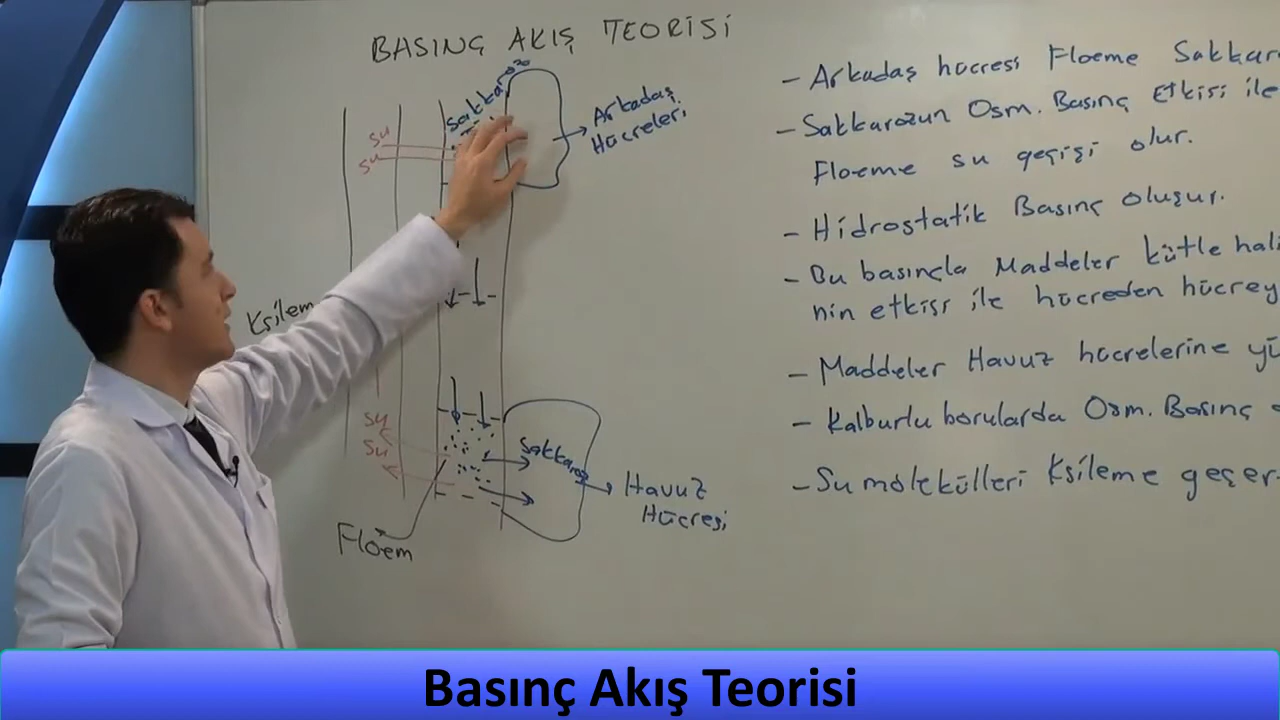 BASINÇ AKIŞ TEORİSİ
Sakkaroz
Arkadaş
Hücreleri
su
su
Ksilem
su
su
Sakkaroz
Havuz
Hücresi
Floem
- Arkadaş hücresi Floeme
- Sakkarozun Osm. Basınç Etkisi ile
Floeme su geçişi olur.
- Hidrostatik Basınç oluşur.
- Bu basınçla Maddeler kütle
nin etkisi ile hücreden
- Maddeler Havuz hücrelerine
- Kalburlu borularda Osm. Basınç
- Su molekülleri Ksileme geçer.
Basınç Akış Teorisi